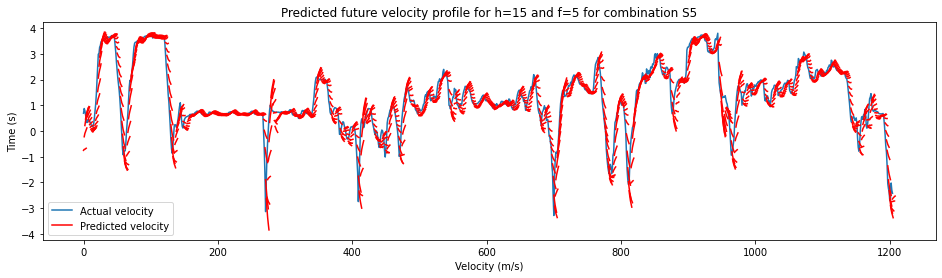 Predicted future velocity profile for h=15 and f=5 for combination S5
4
3
2
1
0
−1
−2
−3
−4
Time (s)
Actual velocity
Predicted velocity
0 200 400 600 800 1000 1200
Velocity (m/s)